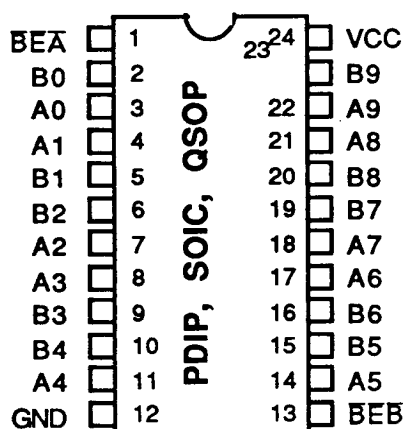 B̅E̅A̅ 1 23 24 VCC
B0 2 B9
A0 3 22 A9
A1 4 21 A8
B1 5 20 B8
B2 6 19 B7
A2 7 18 A7
A3 8 17 A6
B3 9 16 B6
B4 10 15 B5
A4 11 14 A5
GND 12 13 B̅E̅B̅
PDIP, SOIC, QSOP